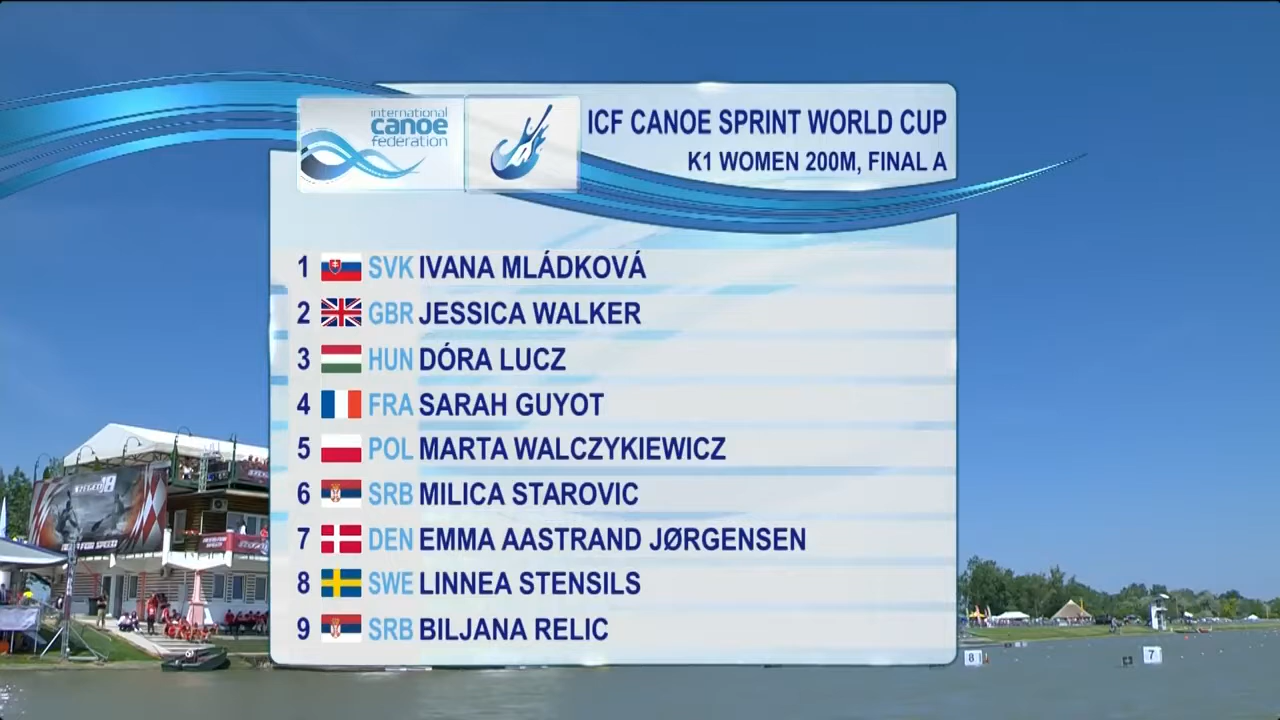 international
canoe
federation
ICF CANOE SPRINT WORLD CUP
K1 WOMEN 200M, FINAL A
1 SVK IVANA MLÁDKOVÁ
2 GBR JESSICA WALKER
3 HUN DÓRA LUCZ
4 FRA SARAH GUYOT
5 POL MARTA WALCZYKIEWICZ
6 SRB MILICA STAROVIC
7 DEN EMMA AASTRAND JØRGENSEN
8 SWE LINNEA STENSILS
9 SRB BILJANA RELIC
8
7